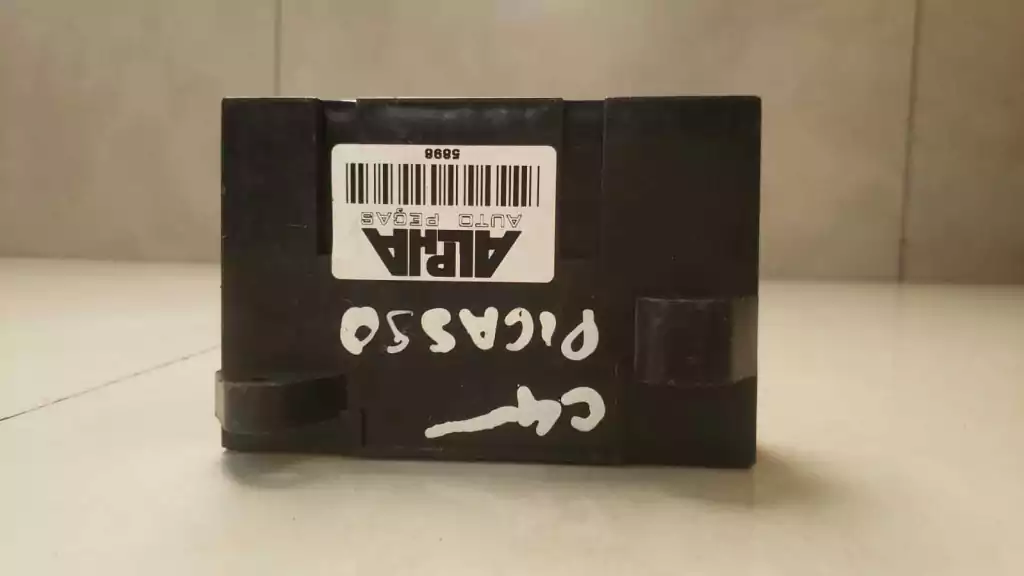 C4
PICASSO
ALPHA
AUTO PEÇAS
5898